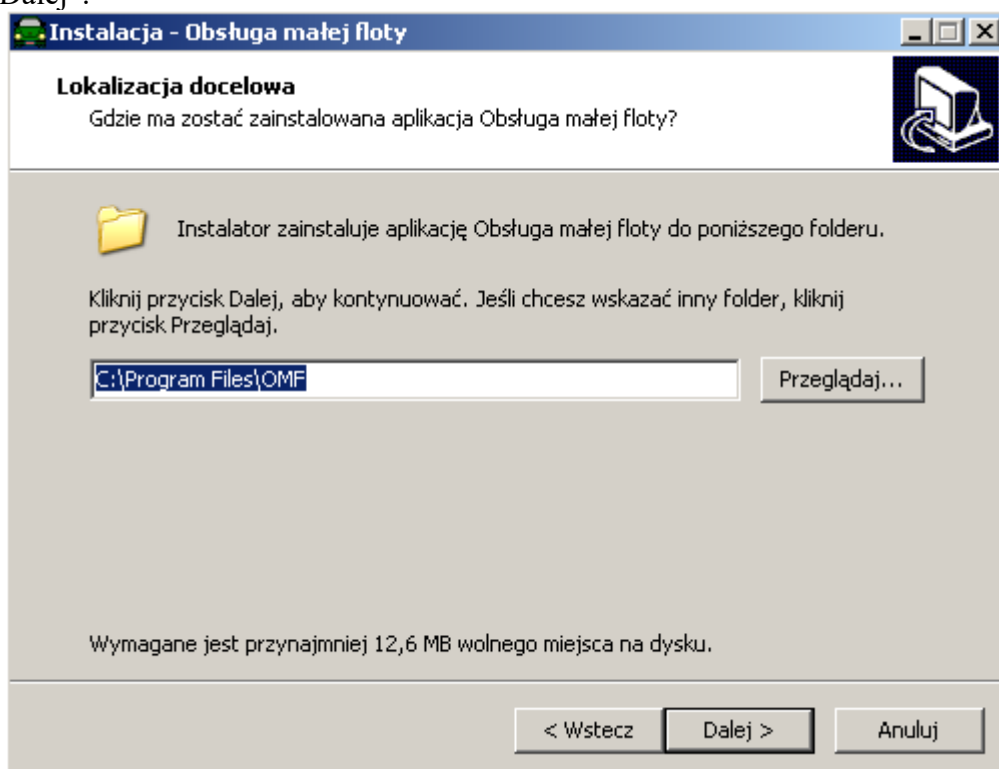 Dalej".
Instalacja - Obsługa małej floty
Lokalizacja docelowa
Gdzie ma zostać zainstalowana aplikacja Obsługa małej floty?
Instalator zainstaluje aplikację Obsługa małej floty do poniższego folderu.
Kliknij przycisk Dalej, aby kontynuować. Jeśli chcesz wskazać inny folder, kliknij
przycisk Przeglądaj.
C:\Program Files\OMF
Przeglądaj...
Wymagane jest przynajmniej 12,6 MB wolnego miejsca na dysku.
< Wstecz
Dalej >
Anuluj